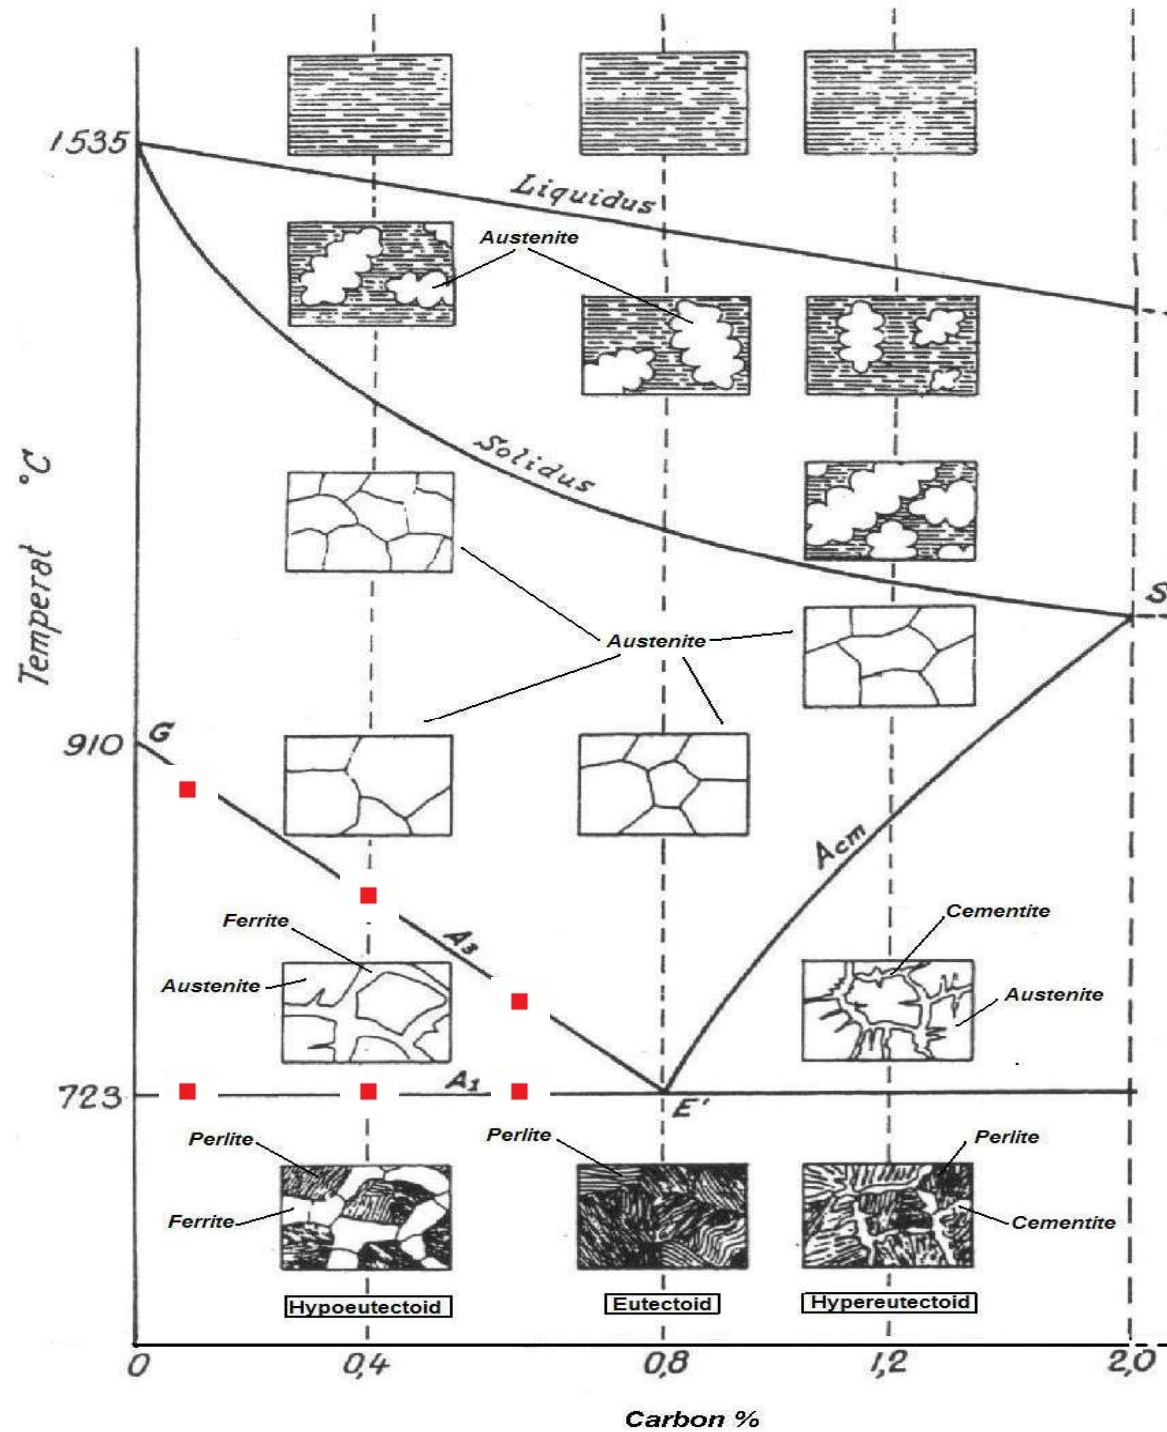 1535
Liquidus
Austenite
Solidus
Temperat °C
S
Austenite
910
G
Acm
Ferrite
A3
Cementite
Austenite
Austenite
723
A1
E'
Perlite
Perlite
Perlite
Ferrite
Cementite
Hypoeutectoid
Eutectoid
Hypereutectoid
0
0,4
0,8
1,2
2,0
Carbon %